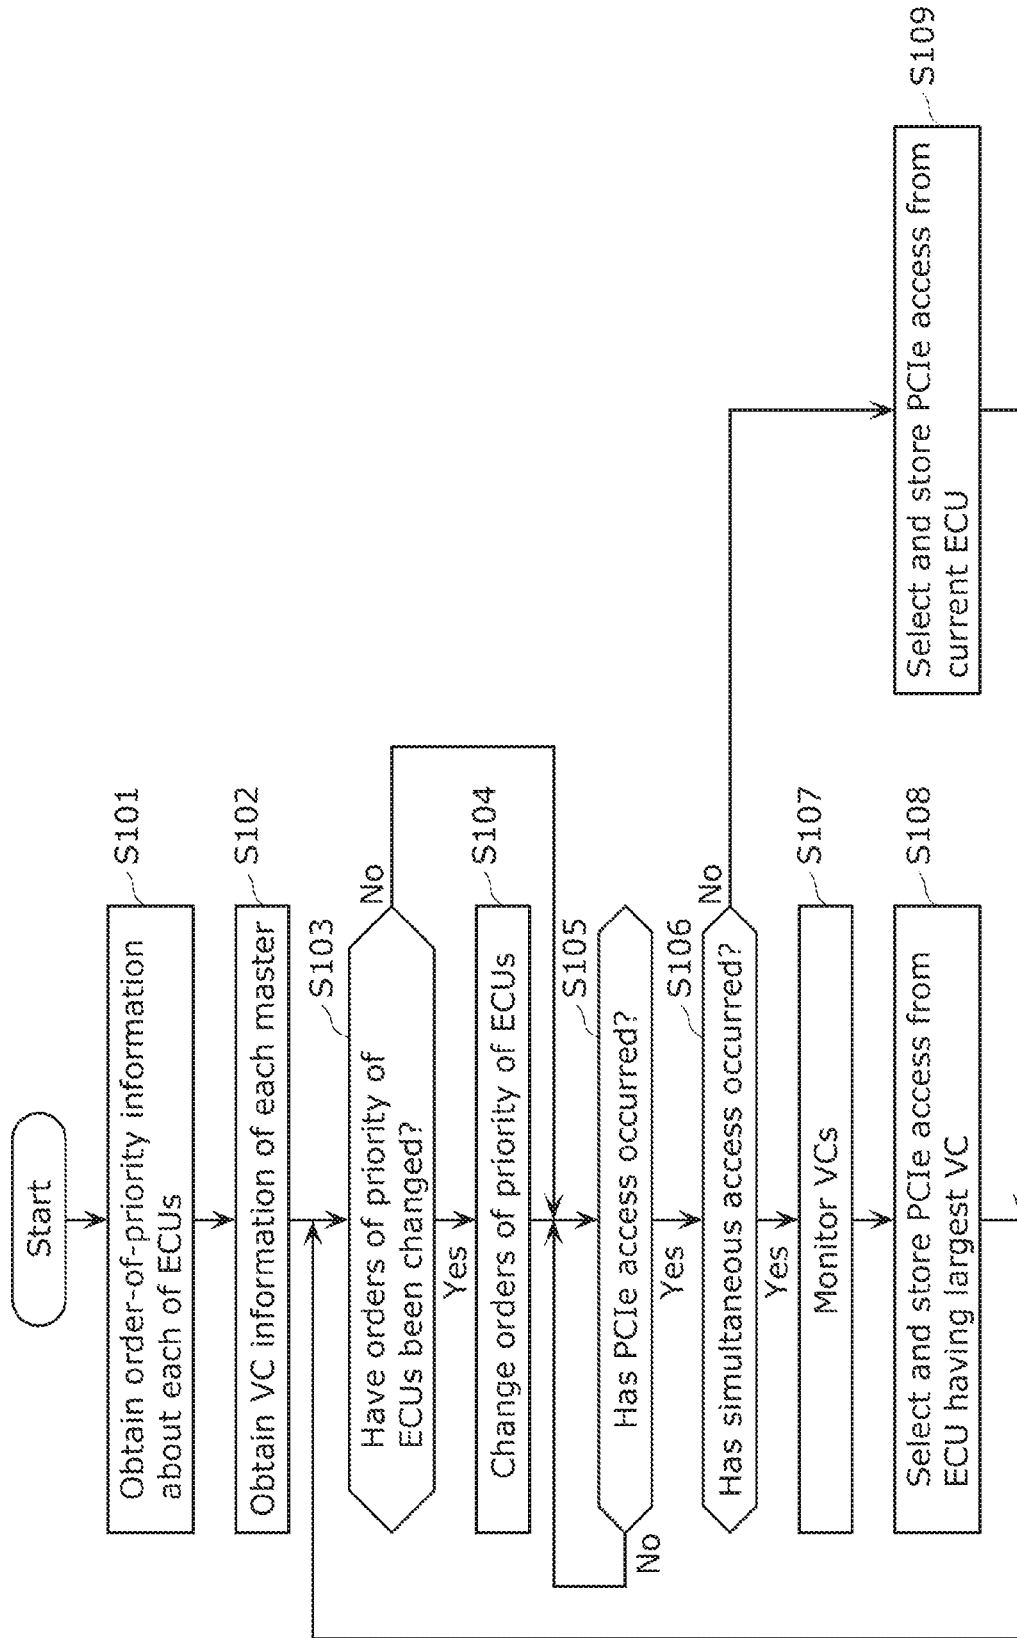 Start
Obtain order-of-priority information
about each of ECUs
S101
Obtain VC information of each master
S102
Have orders of priority of
ECUs been changed?
S103
No
Yes
Change orders of priority of ECUs
S104
Has PCIe access occurred?
S105
No
Yes
Has simultaneous access occurred?
S106
No
Yes
Monitor VCs
S107
Select and store PCIe access from
ECU having largest VC
S108
Select and store PCIe access from
current ECU
S109